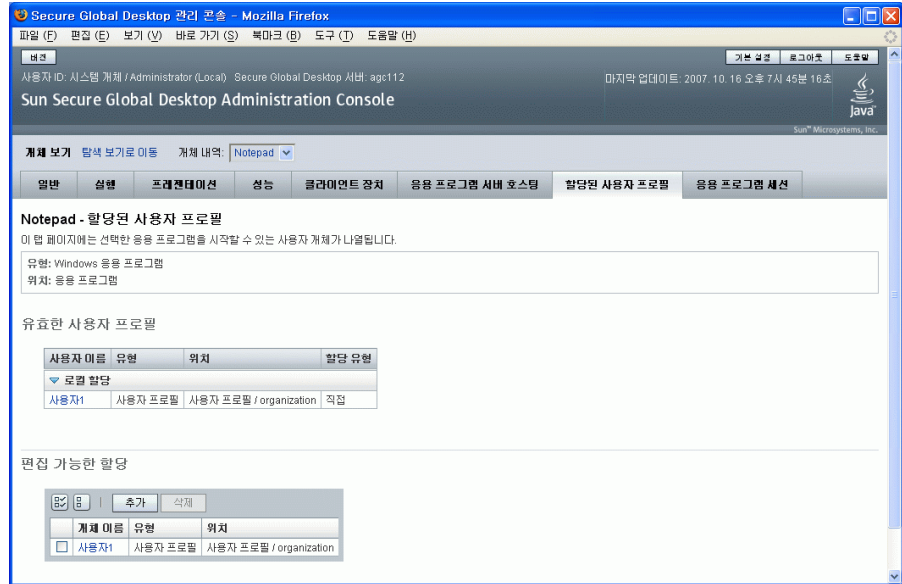 Secure Global Desktop 관리 콘솔 - Mozilla Firefox
파일 (F) 편집 (E) 보기 (V) 바로 가기 (S) 북마크 (B) 도구 (T) 도움말 (H)
버전 기본 설정 로그아웃 도움말
사용자 ID: 시스템 개체 / Administrator (Local) Secure Global Desktop 서버: agc112 마지막 업데이트: 2007. 10. 16 오후 7시 45분 16초
Sun Secure Global Desktop Administration Console
Java
Sun™ Microsystems, Inc.
개체 보기 탐색 보기로 이동 개체 내역: Notepad
일반 실행 프레젠테이션 성능 클라이언트 장치 응용 프로그램 서버 호스팅 할당된 사용자 프로필 응용 프로그램 세션
Notepad - 할당된 사용자 프로필
이 탭 페이지에는 선택한 응용 프로그램을 시작할 수 있는 사용자 개체가 나열됩니다.
유형: Windows 응용 프로그램
위치: 응용 프로그램
유효한 사용자 프로필
사용자 이름 유형 위치 할당 유형
로컬 할당
사용자1 사용자 프로필 사용자 프로필 / organization 직접
편집 가능한 할당
추가 삭제
개체 이름 유형 위치
사용자1 사용자 프로필 사용자 프로필 / organization